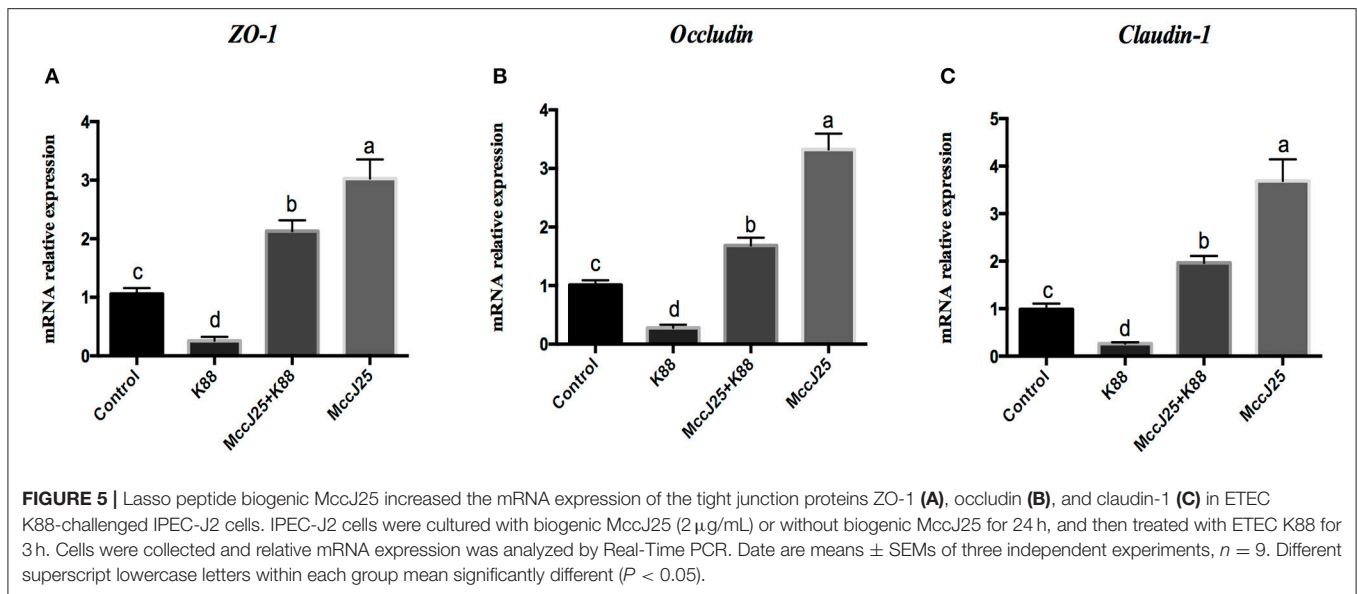 ZO-1
Occludin
Claudin-1
A
mRNA relative expression
4
3
2
1
0
c
d
b
a
Control
K88
MccJ25+K88
MccJ25
B
mRNA relative expression
4
3
2
1
0
c
d
b
a
Control
K88
MccJ25+K88
MccJ25
C
mRNA relative expression
5
4
3
2
1
0
c
d
b
a
Control
K88
MccJ25+K88
MccJ25
FIGURE 5 | Lasso peptide biogenic MccJ25 increased the mRNA expression of the tight junction proteins ZO-1 (A), occludin (B), and claudin-1 (C) in ETEC
K88-challenged IPEC-J2 cells. IPEC-J2 cells were cultured with biogenic MccJ25 (2 μg/mL) or without biogenic MccJ25 for 24 h, and then treated with ETEC K88 for
3 h. Cells were collected and relative mRNA expression was analyzed by Real-Time PCR. Date are means ± SEMs of three independent experiments, n = 9. Different
superscript lowercase letters within each group mean significantly different (P < 0.05).